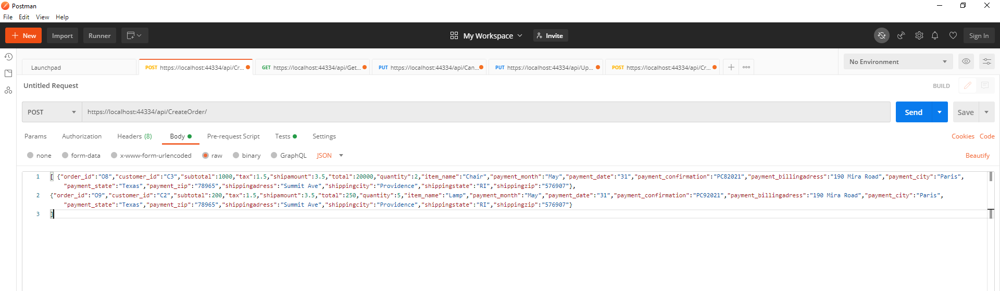 Postman
File Edit View Help
New Import Runner My Workspace Invite Sign In
Launchpad POST https://localhost:44334/api/Cr... GET https://localhost:44334/api/Get... PUT https://localhost:44334/api/Can... PUT https://localhost:44334/api/Up... POST https://localhost:44334/api/Cr... No Environment
Untitled Request BUILD
POST https://localhost:44334/api/CreateOrder/ Send Save
Params Authorization Headers (8) Body Pre-request Script Tests Settings Cookies Code
none form-data x-www-form-urlencoded raw binary GraphQL JSON Beautify
1 [ {"order_id":"O8","customer_id":"C3","subtotal":1000,"tax":1.5,"shipamount":3.5,"total":20000,"quantity":2,"item_name":"Chair","payment_month":"May","payment_date":"31","payment_confirmation":"PC82021","payment_billingadress":"190 Mira Road","payment_city":"Paris",
"payment_state":"Texas","payment_zip":"78965","shippingadress":"Summit Ave","shippingcity":"Providence","shippingstate":"RI","shippingzip":"576907"},
2 {"order_id":"O9","customer_id":"C2","subtotal":200,"tax":1.5,"shipamount":3.5,"total":250,"quantity":5,"item_name":"Lamp","payment_month":"May","payment_date":"31","payment_confirmation":"PC92021","payment_billingadress":"190 Mira Road","payment_city":"Paris",
"payment_state":"Texas","payment_zip":"78965","shippingadress":"Summit Ave","shippingcity":"Providence","shippingstate":"RI","shippingzip":"576907"}
3 ]